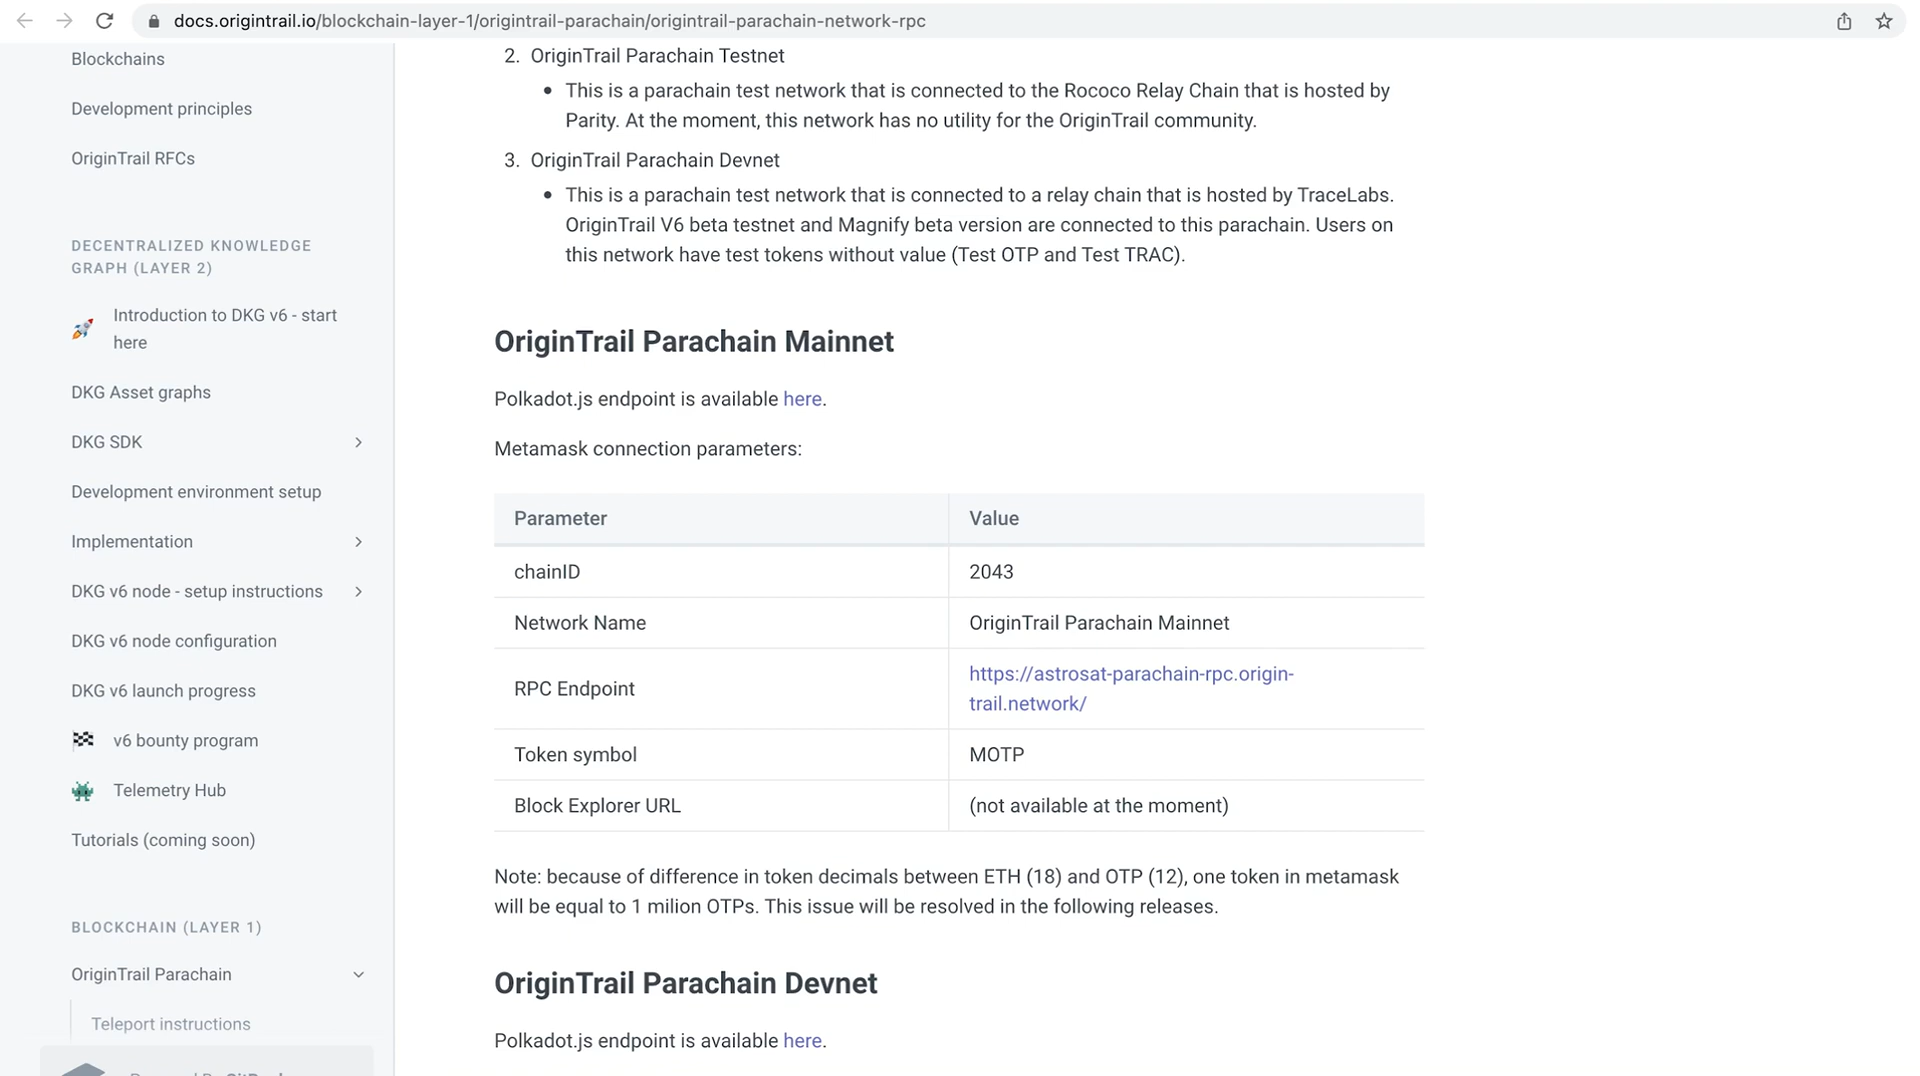 docs.origintrail.io/blockchain-layer-1/origintrail-parachain/origintrail-parachain-network-rpc
Blockchains
Development principles
OriginTrail RFCs
DECENTRALIZED KNOWLEDGE
GRAPH (LAYER 2)
Introduction to DKG v6 - start
here
DKG Asset graphs
DKG SDK
Development environment setup
Implementation
DKG v6 node - setup instructions
DKG v6 node configuration
DKG v6 launch progress
v6 bounty program
Telemetry Hub
Tutorials (coming soon)
BLOCKCHAIN (LAYER 1)
OriginTrail Parachain
Teleport instructions
2. OriginTrail Parachain Testnet
• This is a parachain test network that is connected to the Rococo Relay Chain that is hosted by
Parity. At the moment, this network has no utility for the OriginTrail community.
3. OriginTrail Parachain Devnet
• This is a parachain test network that is connected to a relay chain that is hosted by TraceLabs.
OriginTrail V6 beta testnet and Magnify beta version are connected to this parachain. Users on
this network have test tokens without value (Test OTP and Test TRAC).
OriginTrail Parachain Mainnet
Polkadot.js endpoint is available here.
Metamask connection parameters:
Parameter Value
chainID 2043
Network Name OriginTrail Parachain Mainnet
RPC Endpoint https://astrosat-parachain-rpc.origin-
trail.network/
Token symbol MOTP
Block Explorer URL (not available at the moment)
Note: because of difference in token decimals between ETH (18) and OTP (12), one token in metamask
will be equal to 1 milion OTPs. This issue will be resolved in the following releases.
OriginTrail Parachain Devnet
Polkadot.js endpoint is available here.